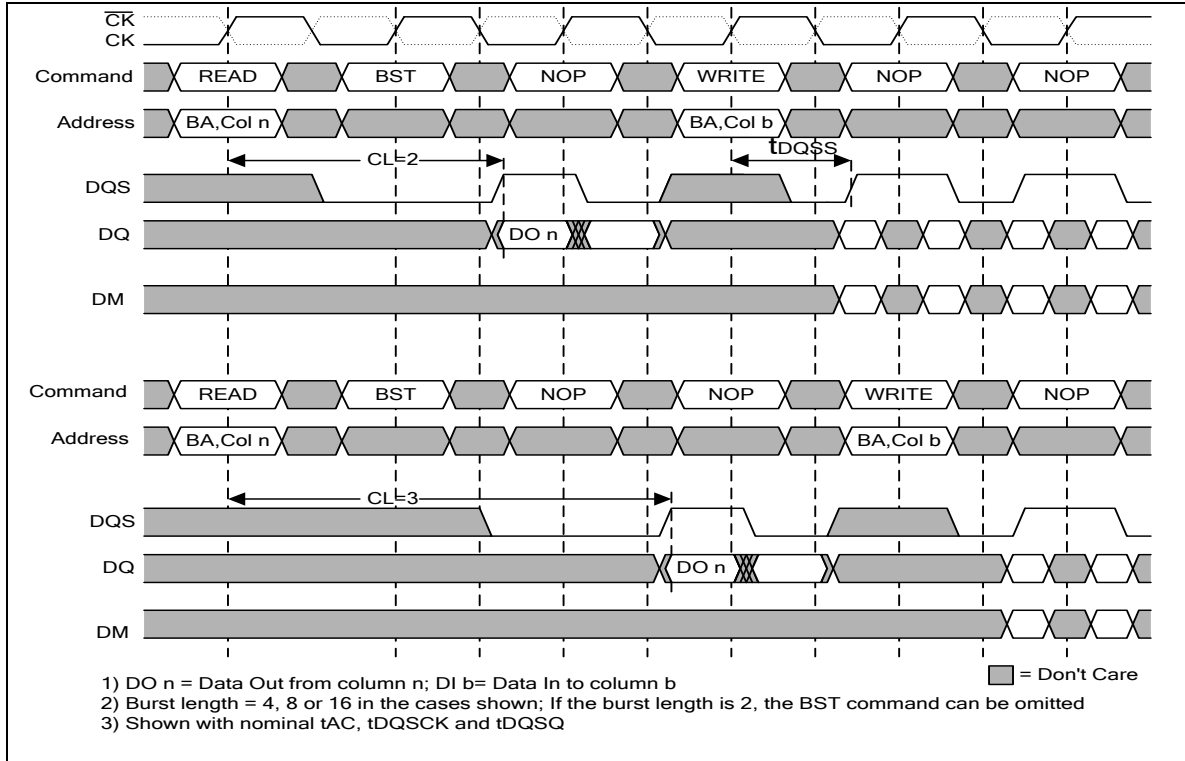 CK
CK
Command READ BST NOP WRITE NOP NOP
Address BA,Col n BA,Col b
CL=2 tDQSS
DQS
DQ DO n
DM
Command READ BST NOP NOP WRITE NOP
Address BA,Col n BA,Col b
CL=3
DQS
DQ DO n
DM
= Don't Care
1) DO n = Data Out from column n; DI b= Data In to column b
2) Burst length = 4, 8 or 16 in the cases shown; If the burst length is 2, the BST command can be omitted
3) Shown with nominal tAC, tDQSCK and tDQSQ